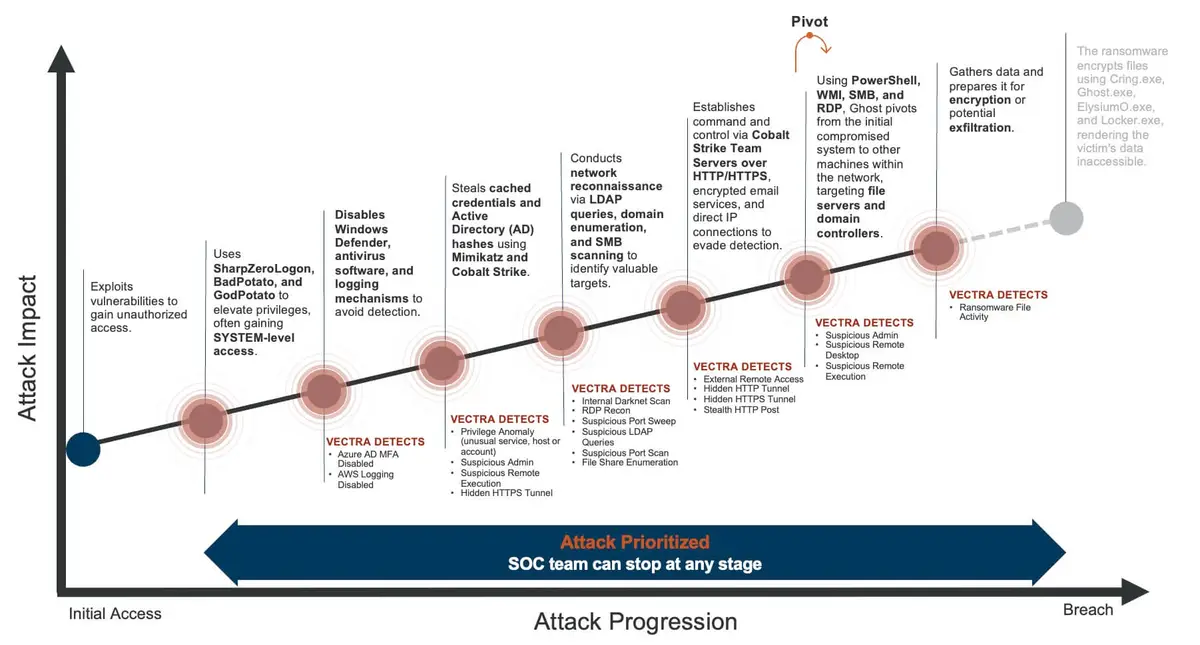 Pivot
Exploits
vulnerabilities to
gain unauthorized
access.
Uses
SharpZeroLogon,
BadPotato, and
GodPotato to
elevate privileges,
often gaining
SYSTEM-level
access.
Disables
Windows
Defender,
antivirus
software, and
logging
mechanisms to
avoid detection.
VECTRA DETECTS
• Azure AD MFA
Disabled
• AWS Logging
Disabled
Steals cached
credentials and
Active
Directory (AD)
hashes using
Mimikatz and
Cobalt Strike.
VECTRA DETECTS
• Privilege Anomaly
(unusual service, host or
account)
• Suspicious Admin
• Suspicious Remote
Execution
• Hidden HTTPS Tunnel
Conducts
network
reconnaissance
via LDAP
queries, domain
enumeration,
and SMB
scanning to
identify valuable
targets.
VECTRA DETECTS
• Internal Darknet Scan
• RDP Recon
• Suspicious Port Sweep
• Suspicious LDAP
Queries
• Suspicious Port Scan
• File Share Enumeration
Establishes
command and
control via Cobalt
Strike Team
Servers over
HTTP/HTTPS,
encrypted email
services, and
direct IP
connections to
evade detection.
VECTRA DETECTS
• External Remote Access
• Hidden HTTP Tunnel
• Hidden HTTPS Tunnel
• Stealth HTTP Post
Using PowerShell,
WMI, SMB, and
RDP, Ghost pivots
from the initial
compromised
system to other
machines within
the network,
targeting file
servers and
domain
controllers.
VECTRA DETECTS
• Suspicious Admin
• Suspicious Remote
Desktop
• Suspicious Remote
Execution
Gathers data and
prepares it for
encryption or
potential
exfiltration.
VECTRA DETECTS
• Ransomware File
Activity
The ransomware
encrypts files
using Cring.exe,
Ghost.exe,
ElysiumO.exe,
and Locker.exe,
rendering the
victim's data
inaccessible.
Attack Impact
Attack Prioritized
SOC team can stop at any stage
Initial Access
Attack Progression
Breach